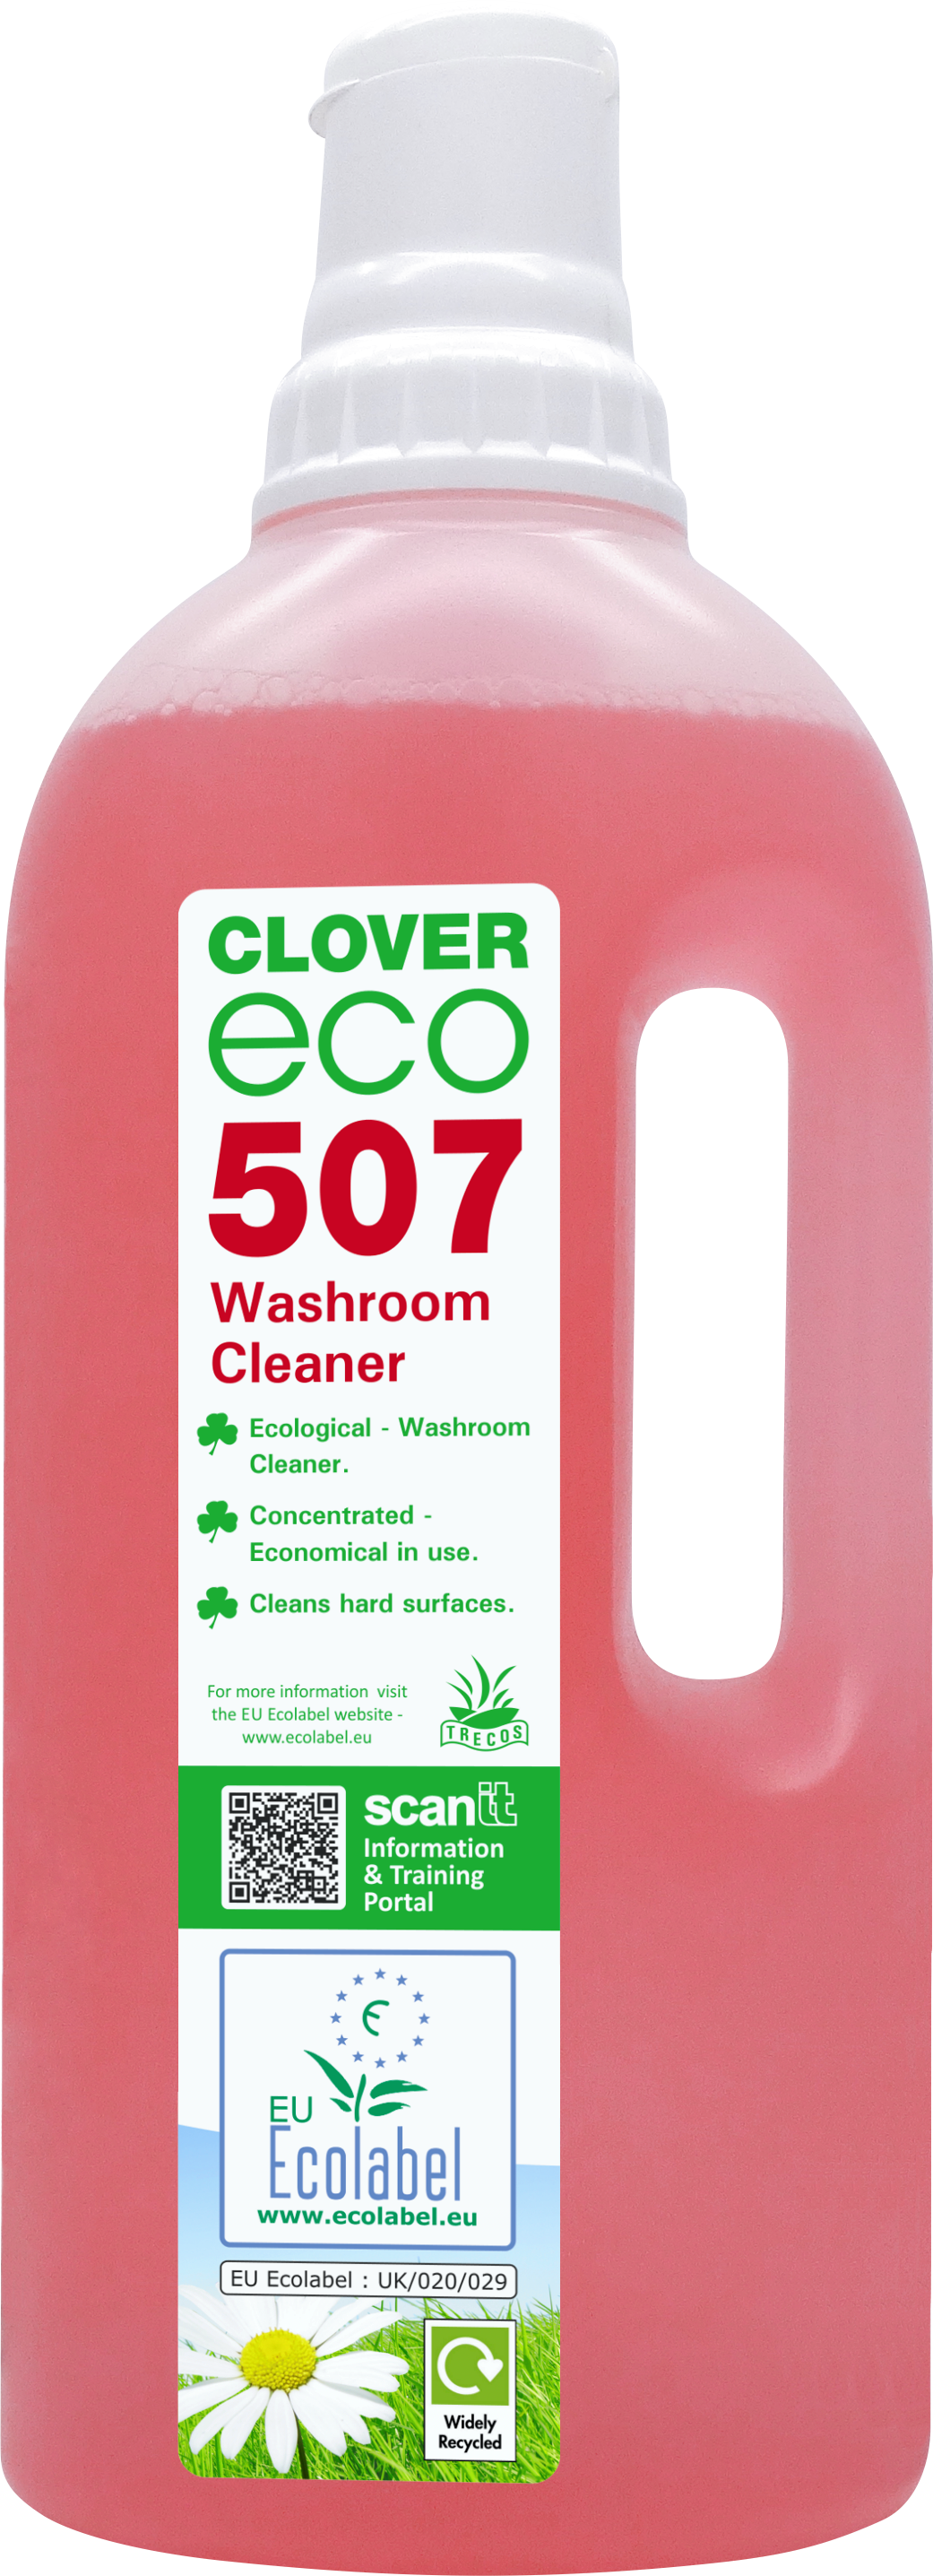 CLOVER
eco
507
Washroom
Cleaner
Ecological - Washroom
Cleaner.
Concentrated -
Economical in use.
Cleans hard surfaces.
For more information visit
the EU Ecolabel website -
www.ecolabel.eu
TRECOS
scanit
Information
& Training
Portal
EU
Ecolabel
www.ecolabel.eu
EU Ecolabel : UK/020/029
Widely
Recycled